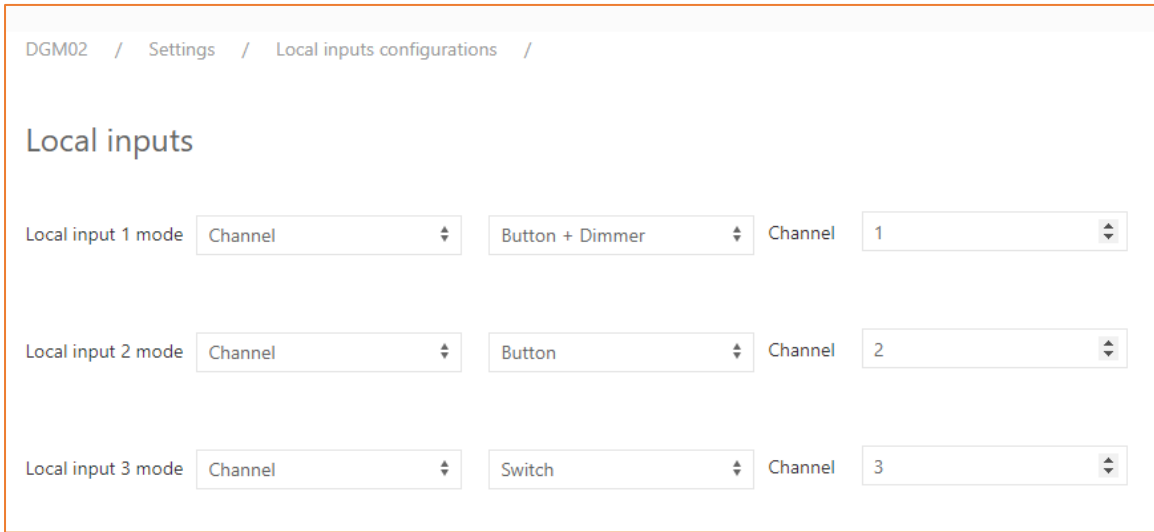 DGM02 / Settings / Local inputs configurations /
Local inputs
Local input 1 mode Channel Button + Dimmer Channel 1
Local input 2 mode Channel Button Channel 2
Local input 3 mode Channel Switch Channel 3